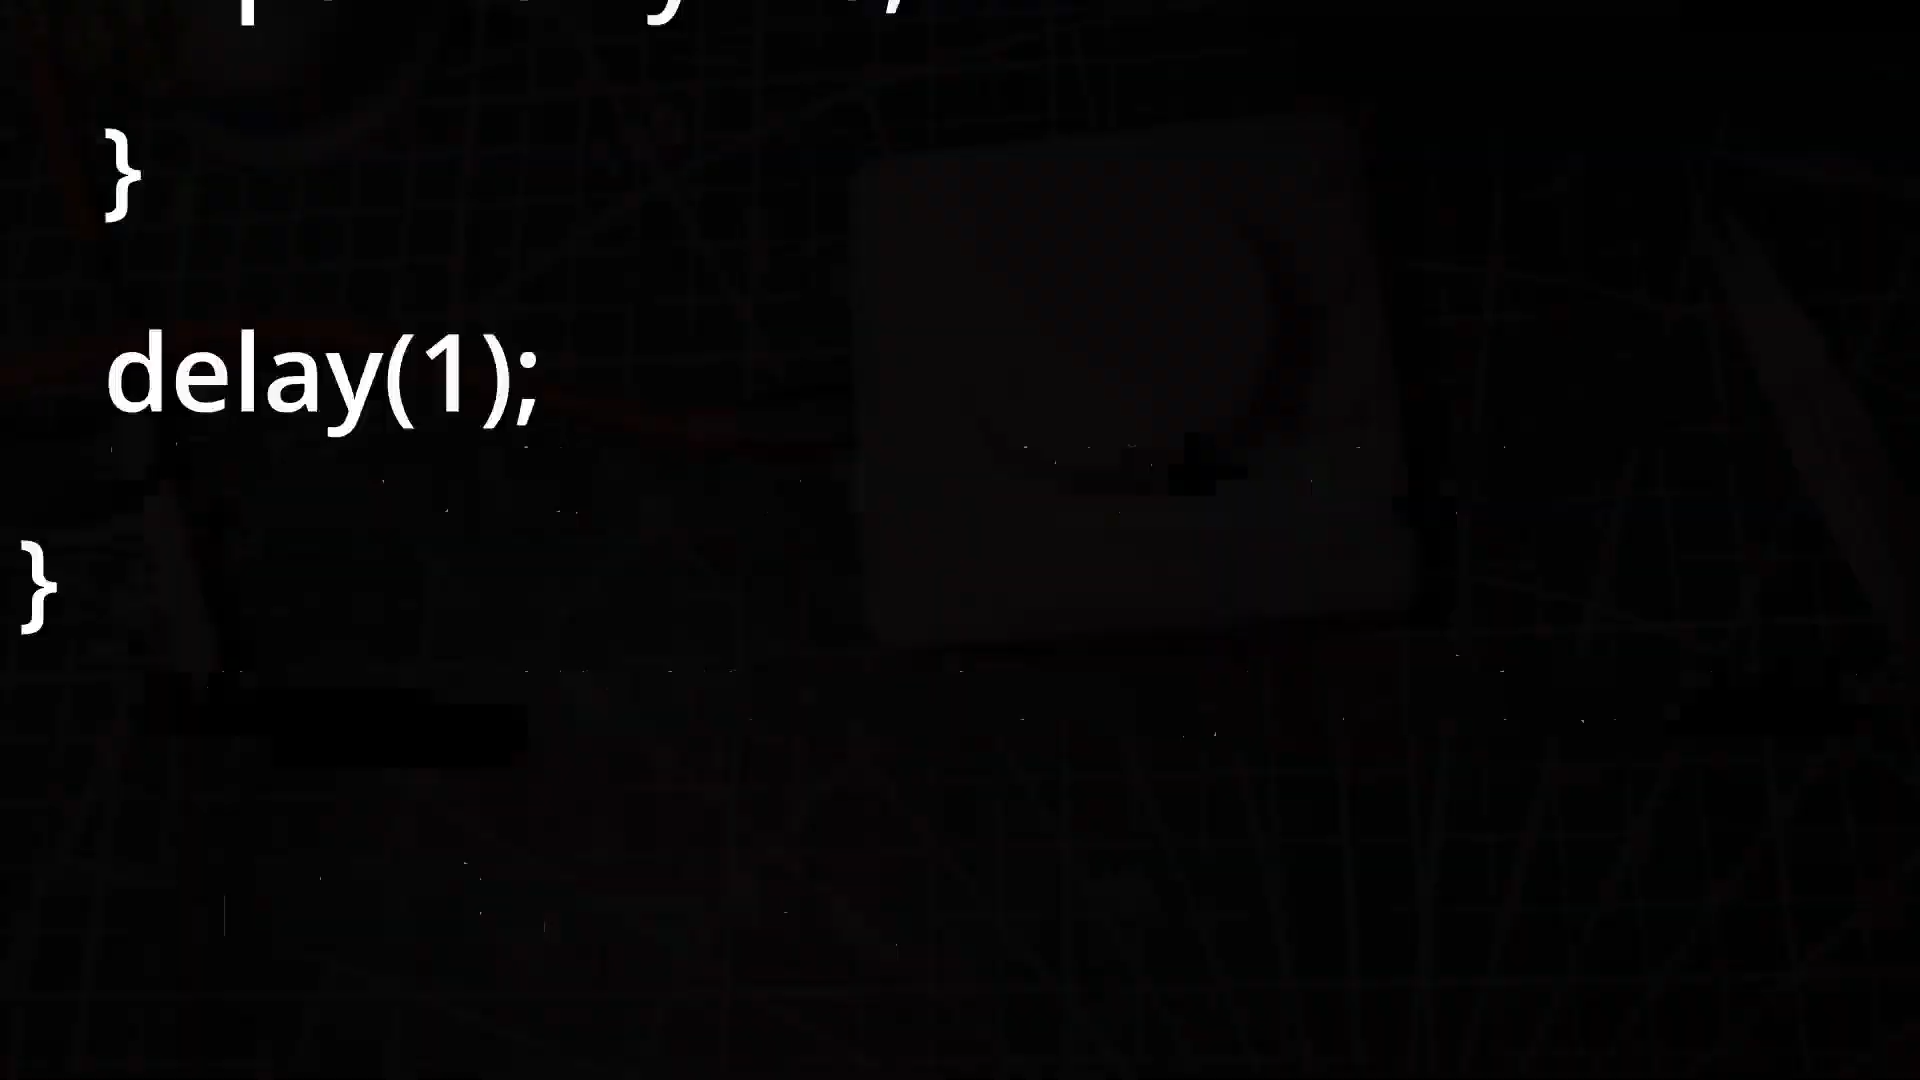 }
delay(1);
}